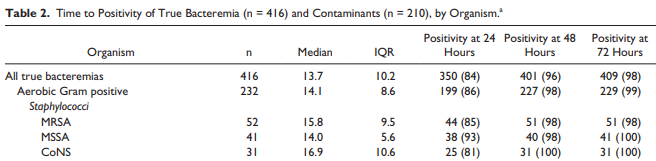 Table 2. Time to Positivity of True Bacteremia (n = 416) and Contaminants (n = 210), by Organism.a
Organism n Median IQR Positivity at 24 Hours Positivity at 48 Hours Positivity at 72 Hours
All true bacteremias 416 13.7 10.2 350 (84) 401 (96) 409 (98)
Aerobic Gram positive 232 14.1 8.6 199 (86) 227 (98) 229 (99)
Staphylococci
MRSA 52 15.8 9.5 44 (85) 51 (98) 51 (98)
MSSA 41 14.0 5.6 38 (93) 40 (98) 41 (100)
CoNS 31 16.9 10.6 25 (81) 31 (100) 31 (100)